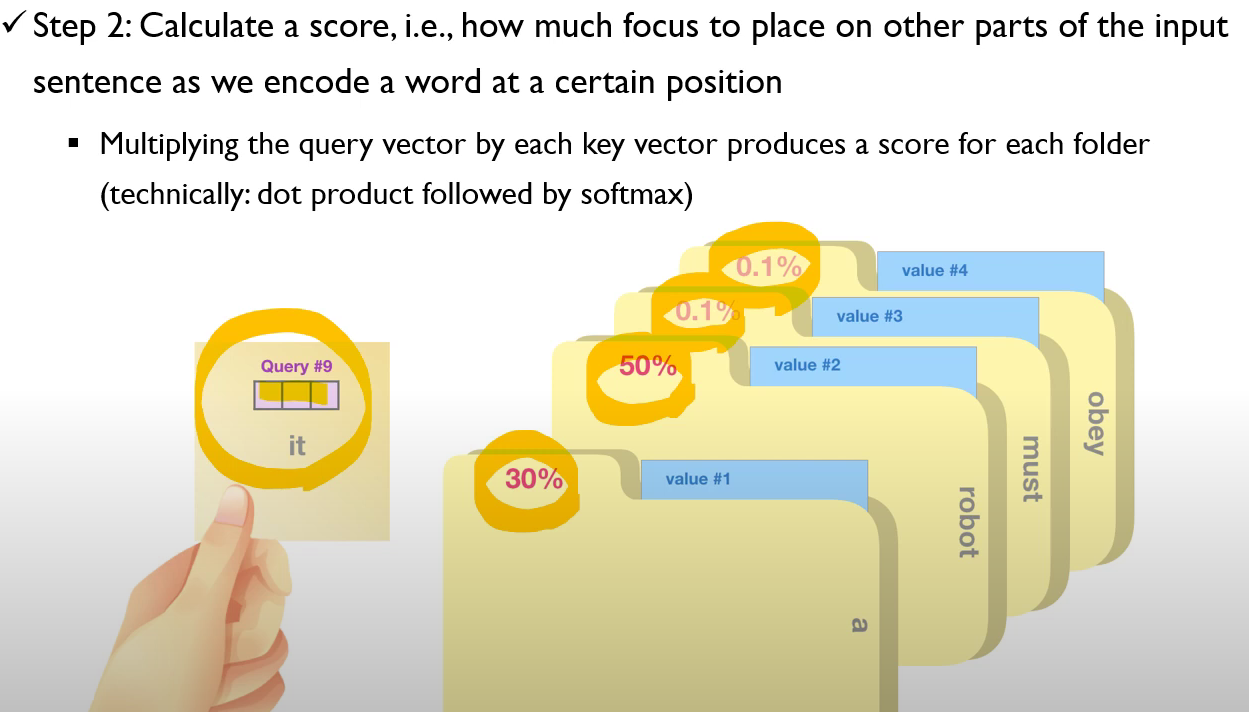 ✓ Step 2: Calculate a score, i.e., how much focus to place on other parts of the input
sentence as we encode a word at a certain position
▪ Multiplying the query vector by each key vector produces a score for each folder
(technically: dot product followed by softmax)
0.1%
value #4
0.1%
value #3
50%
value #2
Query #9
it
30%
value #1
obey
must
robot
a